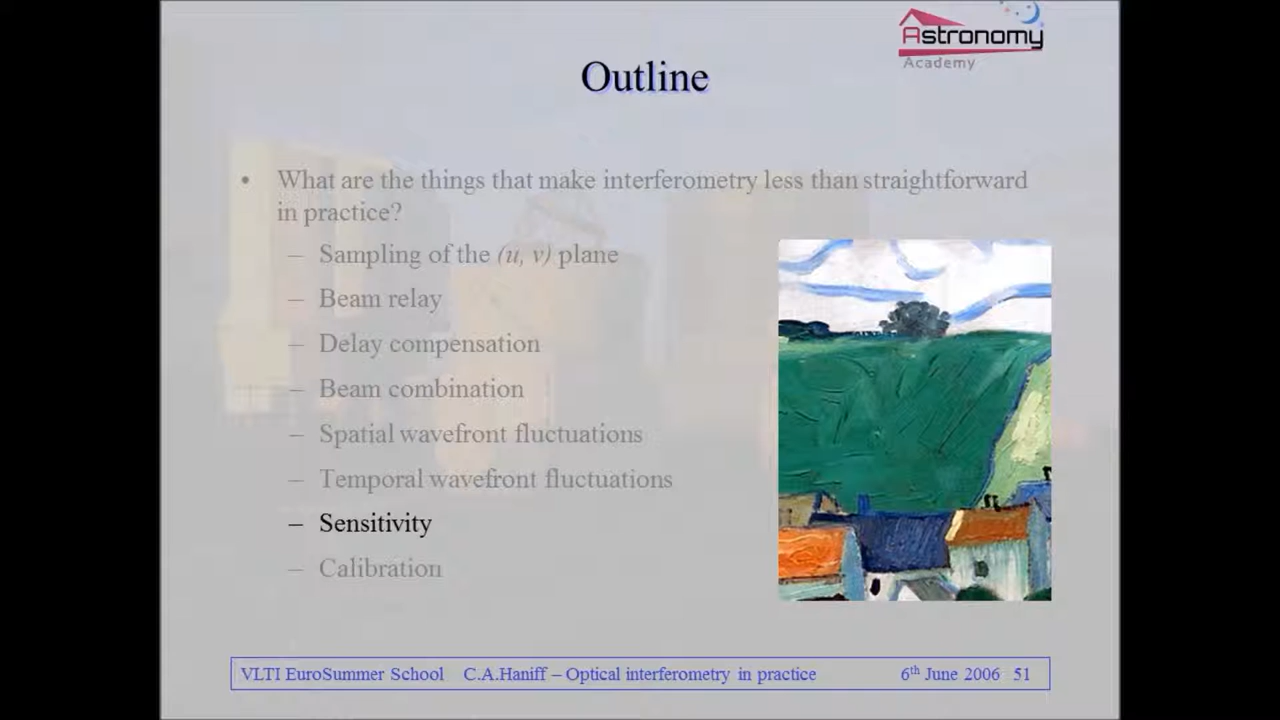 Astronomy
Academy
Outline
• What are the things that make interferometry less than straightforward
in practice?
– Sampling of the (u, v) plane
– Beam relay
– Delay compensation
– Beam combination
– Spatial wavefront fluctuations
– Temporal wavefront fluctuations
– Sensitivity
– Calibration
VLTI EuroSummer School C.A.Haniff – Optical interferometry in practice 6th June 2006 51